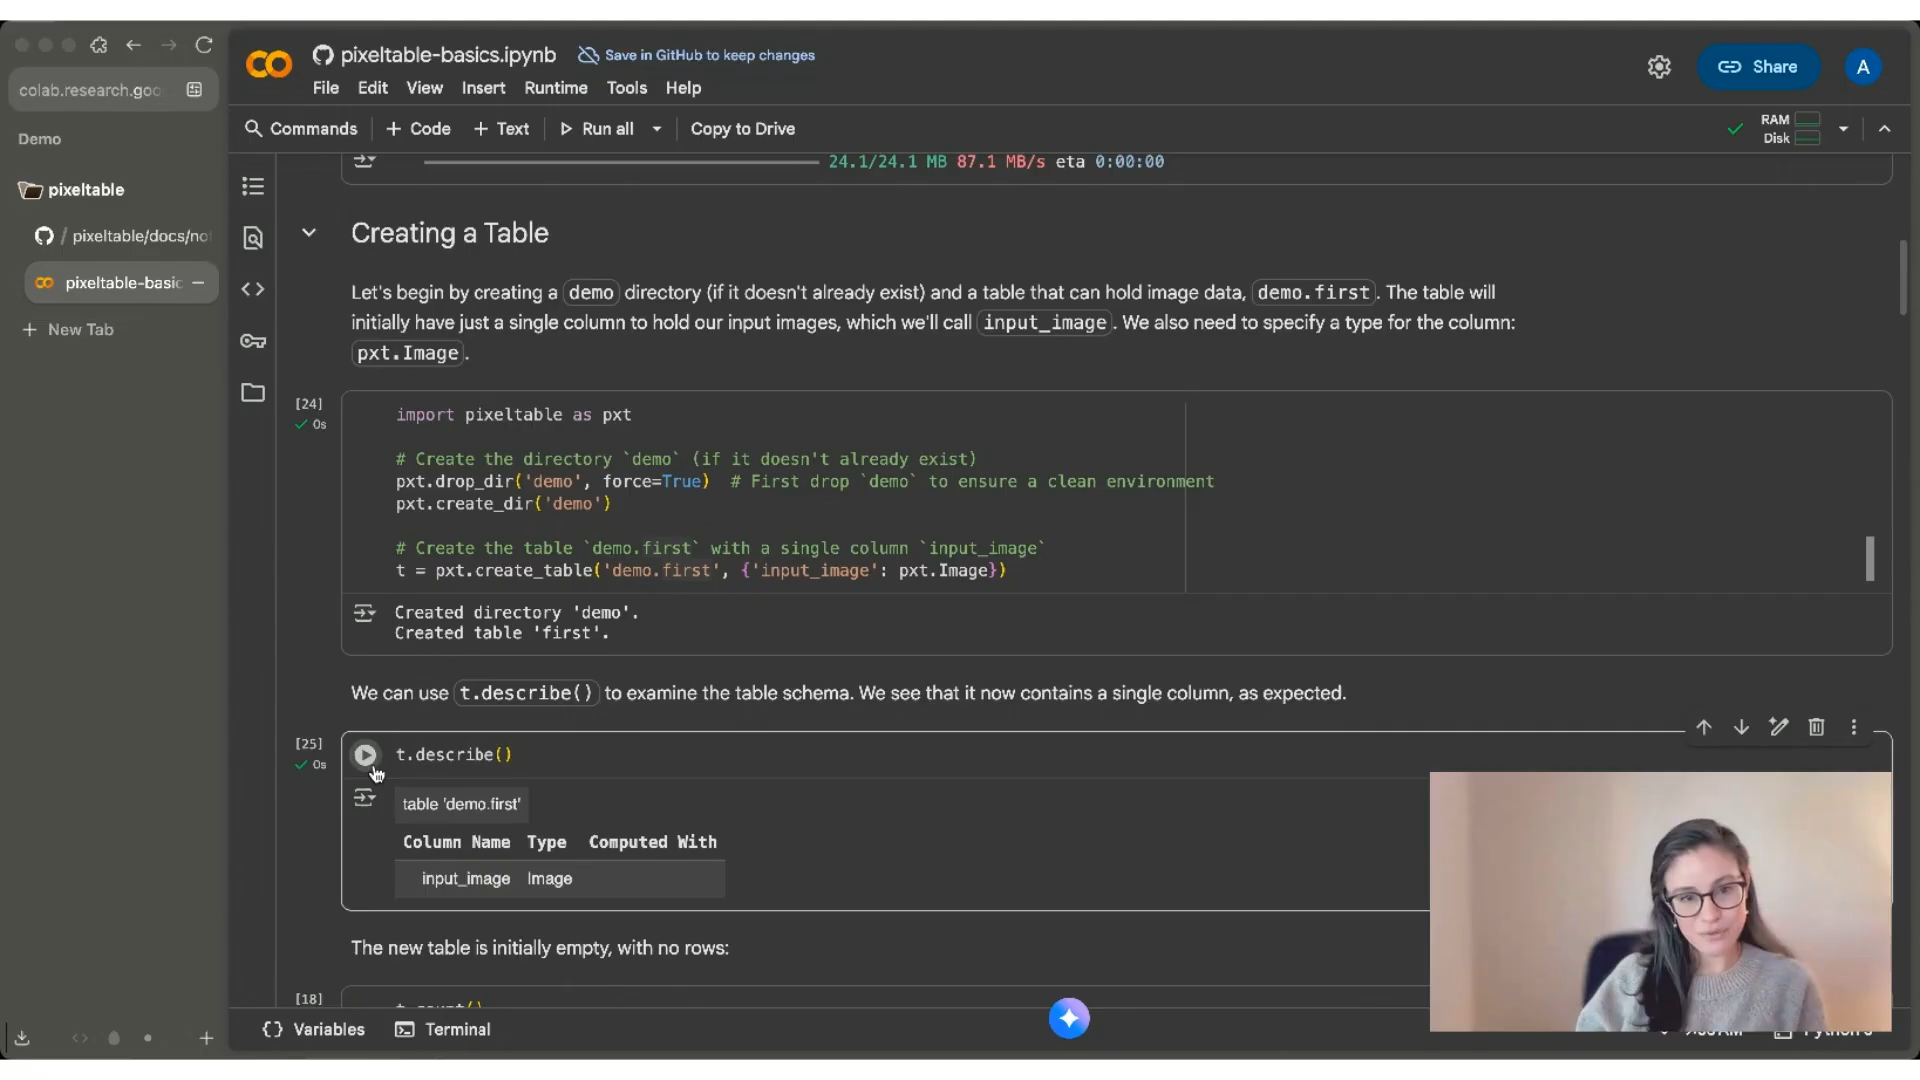 pixeltable-basics.ipynb
Save in GitHub to keep changes
Share
A
colab.research.goo
File Edit View Insert Runtime Tools Help
Demo
Commands + Code + Text Run all Copy to Drive
RAM
Disk
pixeltable
/ pixeltable/docs/no
pixeltable-basic
+ New Tab
24.1/24.1 MB 87.1 MB/s eta 0:00:00
Creating a Table
Let's begin by creating a demo directory (if it doesn't already exist) and a table that can hold image data, demo.first. The table will
initially have just a single column to hold our input images, which we'll call input_image. We also need to specify a type for the column:
pxt.Image.
[24]
0s
import pixeltable as pxt
# Create the directory `demo` (if it doesn't already exist)
pxt.drop_dir('demo', force=True)  # First drop `demo` to ensure a clean environment
pxt.create_dir('demo')
# Create the table `demo.first` with a single column `input_image`
t = pxt.create_table('demo.first', {'input_image': pxt.Image})
Created directory 'demo'.
Created table 'first'.
We can use t.describe() to examine the table schema. We see that it now contains a single column, as expected.
[25]
0s
t.describe()
table 'demo.first'
Column Name Type Computed With
input_image Image
The new table is initially empty, with no rows:
[18]
{} Variables Terminal